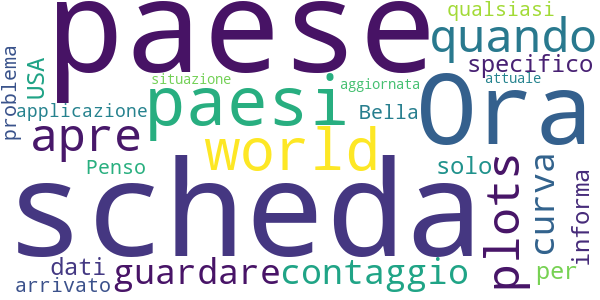 paese
qualsiasi
quando
specifico
problema
USA
situazione
aggiornata
attuale
applicazione
paesi
Bella
Ora
apre
world
Penso
solo
scheda
plots
curva
informa
dati
guardare
contagio
per
arrivato